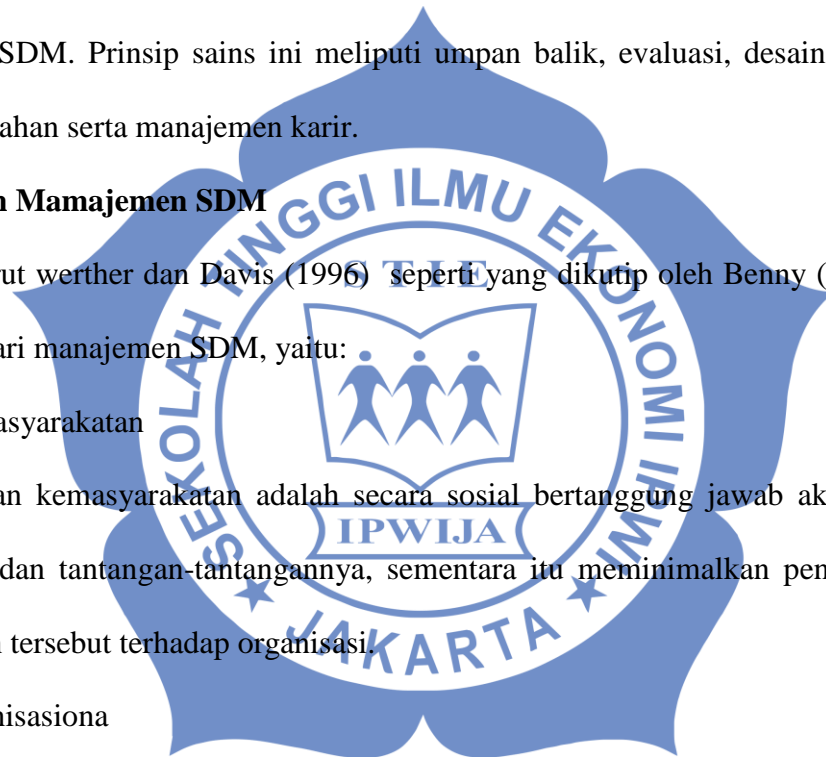 SDM. Prinsip sains ini meliputi umpan balik, evaluasi, desain
ahan serta manajemen karir.
n Mamajemen SDM
rut werther dan Davis (1996) seperti yang dikutip oleh Benny (
ari manajemen SDM, yaitu:
asyarakatan
an kemasyarakatan adalah secara sosial bertanggung jawab ak
dan tantangan-tantangannya, sementara itu meminimalkan pen
n tersebut terhadap organisasi.
nisasiona
SEKOLAH TINGGI ILMU EKONOMI IPWI
STIE
IPWIJA
JAKARTA